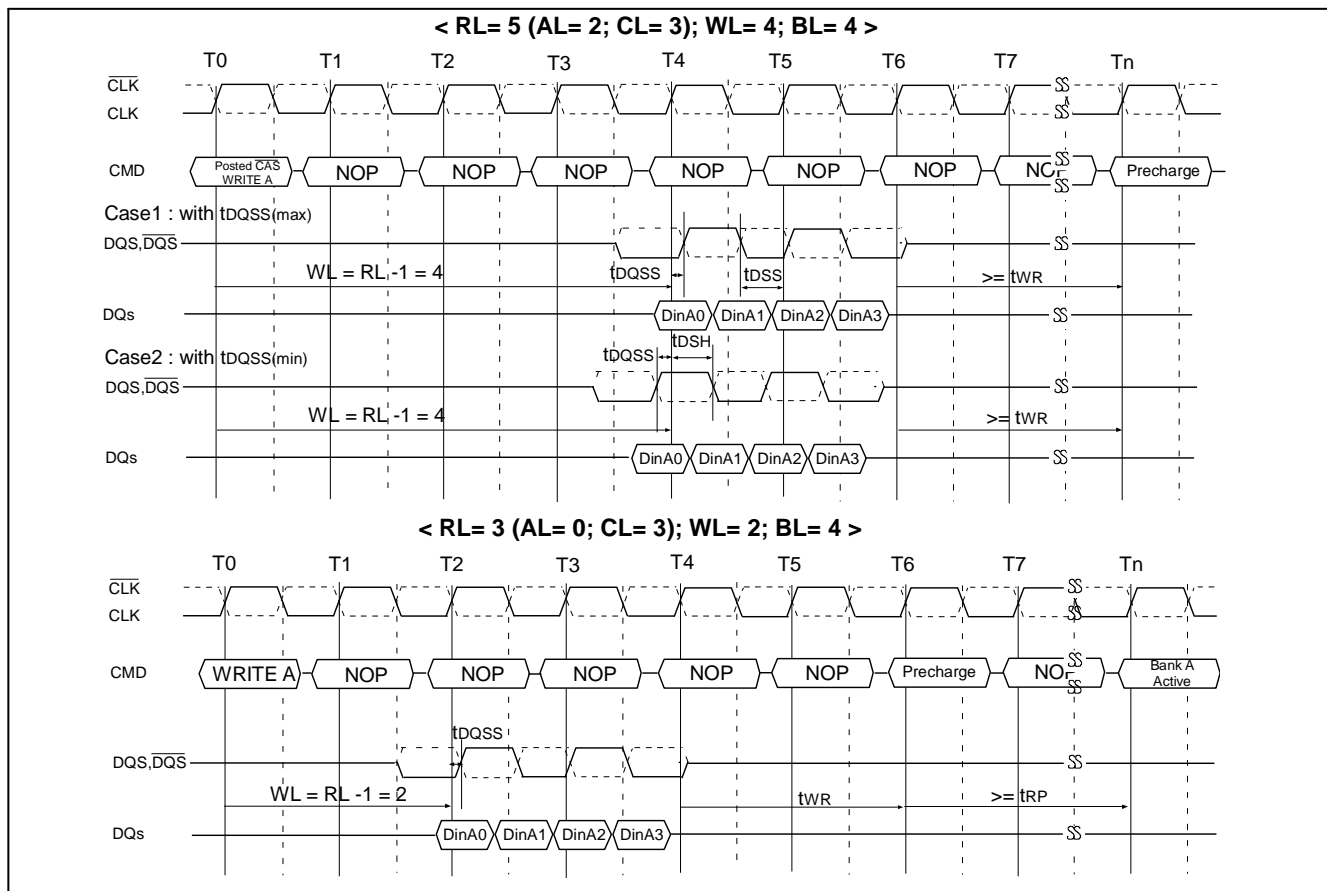 < RL= 5 (AL= 2; CL= 3); WL= 4; BL= 4 >
T0 T1 T2 T3 T4 T5 T6 T7 Tn
CLK
CLK
CMD Posted CAS WRITE A NOP NOP NOP NOP NOP NOP NOP Precharge
Case1 : with tDQSS(max)
DQS,DQS
WL = RL -1 = 4 tDQSS tDSS >= tWR
DQs DinA0 DinA1 DinA2 DinA3
tDQSS tDSH
Case2 : with tDQSS(min)
DQS,DQS
WL = RL -1 = 4 >= tWR
DQs DinA0 DinA1 DinA2 DinA3
< RL= 3 (AL= 0; CL= 3); WL= 2; BL= 4 >
T0 T1 T2 T3 T4 T5 T6 T7 Tn
CLK
CLK
CMD WRITE A NOP NOP NOP NOP NOP Precharge NOP Bank A Active
tDQSS
DQS,DQS
WL = RL -1 = 2 tWR >= tRP
DQs DinA0 DinA1 DinA2 DinA3